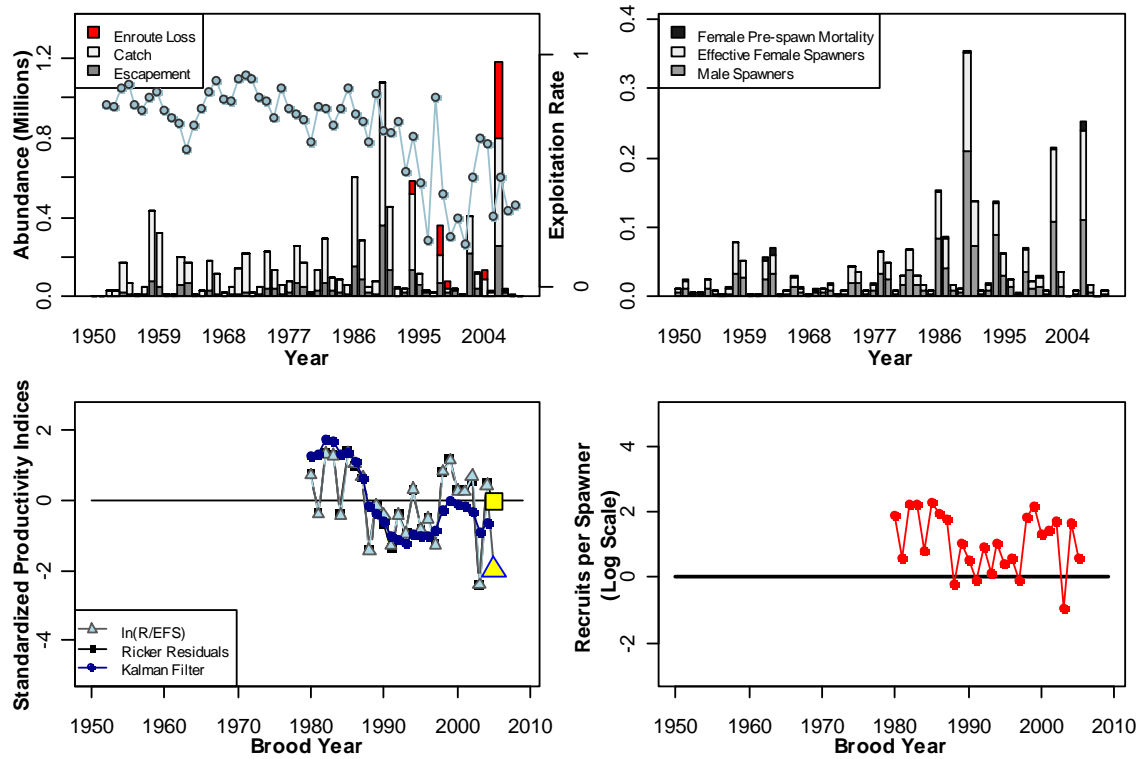 Enroute Loss
Catch
Escapement
Abundance (Millions)
0.0
0.4
0.8
1.2
Exploitation Rate
0
1
1950 1959 1968 1977 1986 1995 2004
Year
Female Pre-spawn Mortality
Effective Female Spawners
Male Spawners
0.0
0.1
0.2
0.3
0.4
1950 1959 1968 1977 1986 1995 2004
Year
Standardized Productivity Indices
2
0
-2
-4
ln(R/EFS)
Ricker Residuals
Kalman Filter
1950 1960 1970 1980 1990 2000 2010
Brood Year
Recruits per Spawner
(Log Scale)
4
2
0
-2
1950 1960 1970 1980 1990 2000 2010
Brood Year